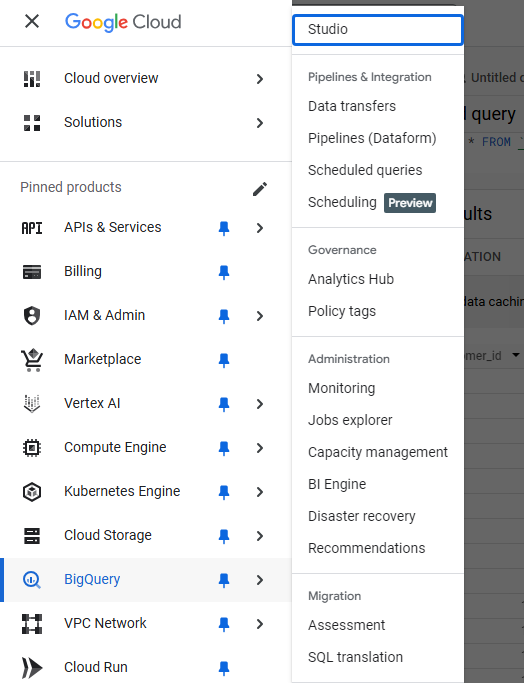 Google Cloud
Cloud overview
Solutions
Pinned products
API APIs & Services
Billing
IAM & Admin
Marketplace
Vertex AI
Compute Engine
Kubernetes Engine
Cloud Storage
BigQuery
VPC Network
Cloud Run
Studio
Pipelines & Integration
Data transfers
Pipelines (Dataform)
Scheduled queries
Scheduling Preview
Governance
Analytics Hub
Policy tags
Administration
Monitoring
Jobs explorer
Capacity management
BI Engine
Disaster recovery
Recommendations
Migration
Assessment
SQL translation
Untitled
query
* FROM
ults
ATION
data cachin
omer_id